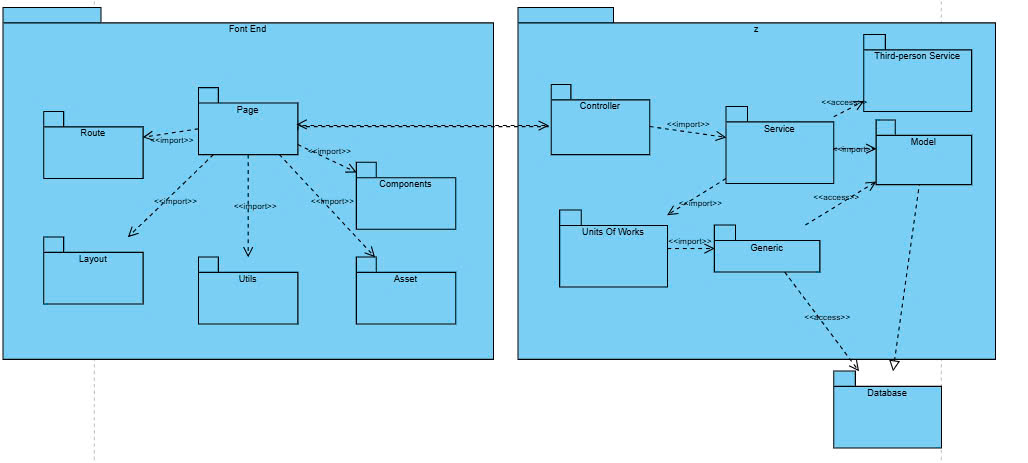 Font End
z
Third-person Service
<<access>>
Page
Controller
Route
<<import>>
<<import>>
<<import>>
Service
<<import>>
Model
Components
<<import>>
<<import>>
<<import>>
<<import>>
<<access>>
Units Of Works
<<import>>
Generic
Layout
Utils
Asset
<<access>>
Database